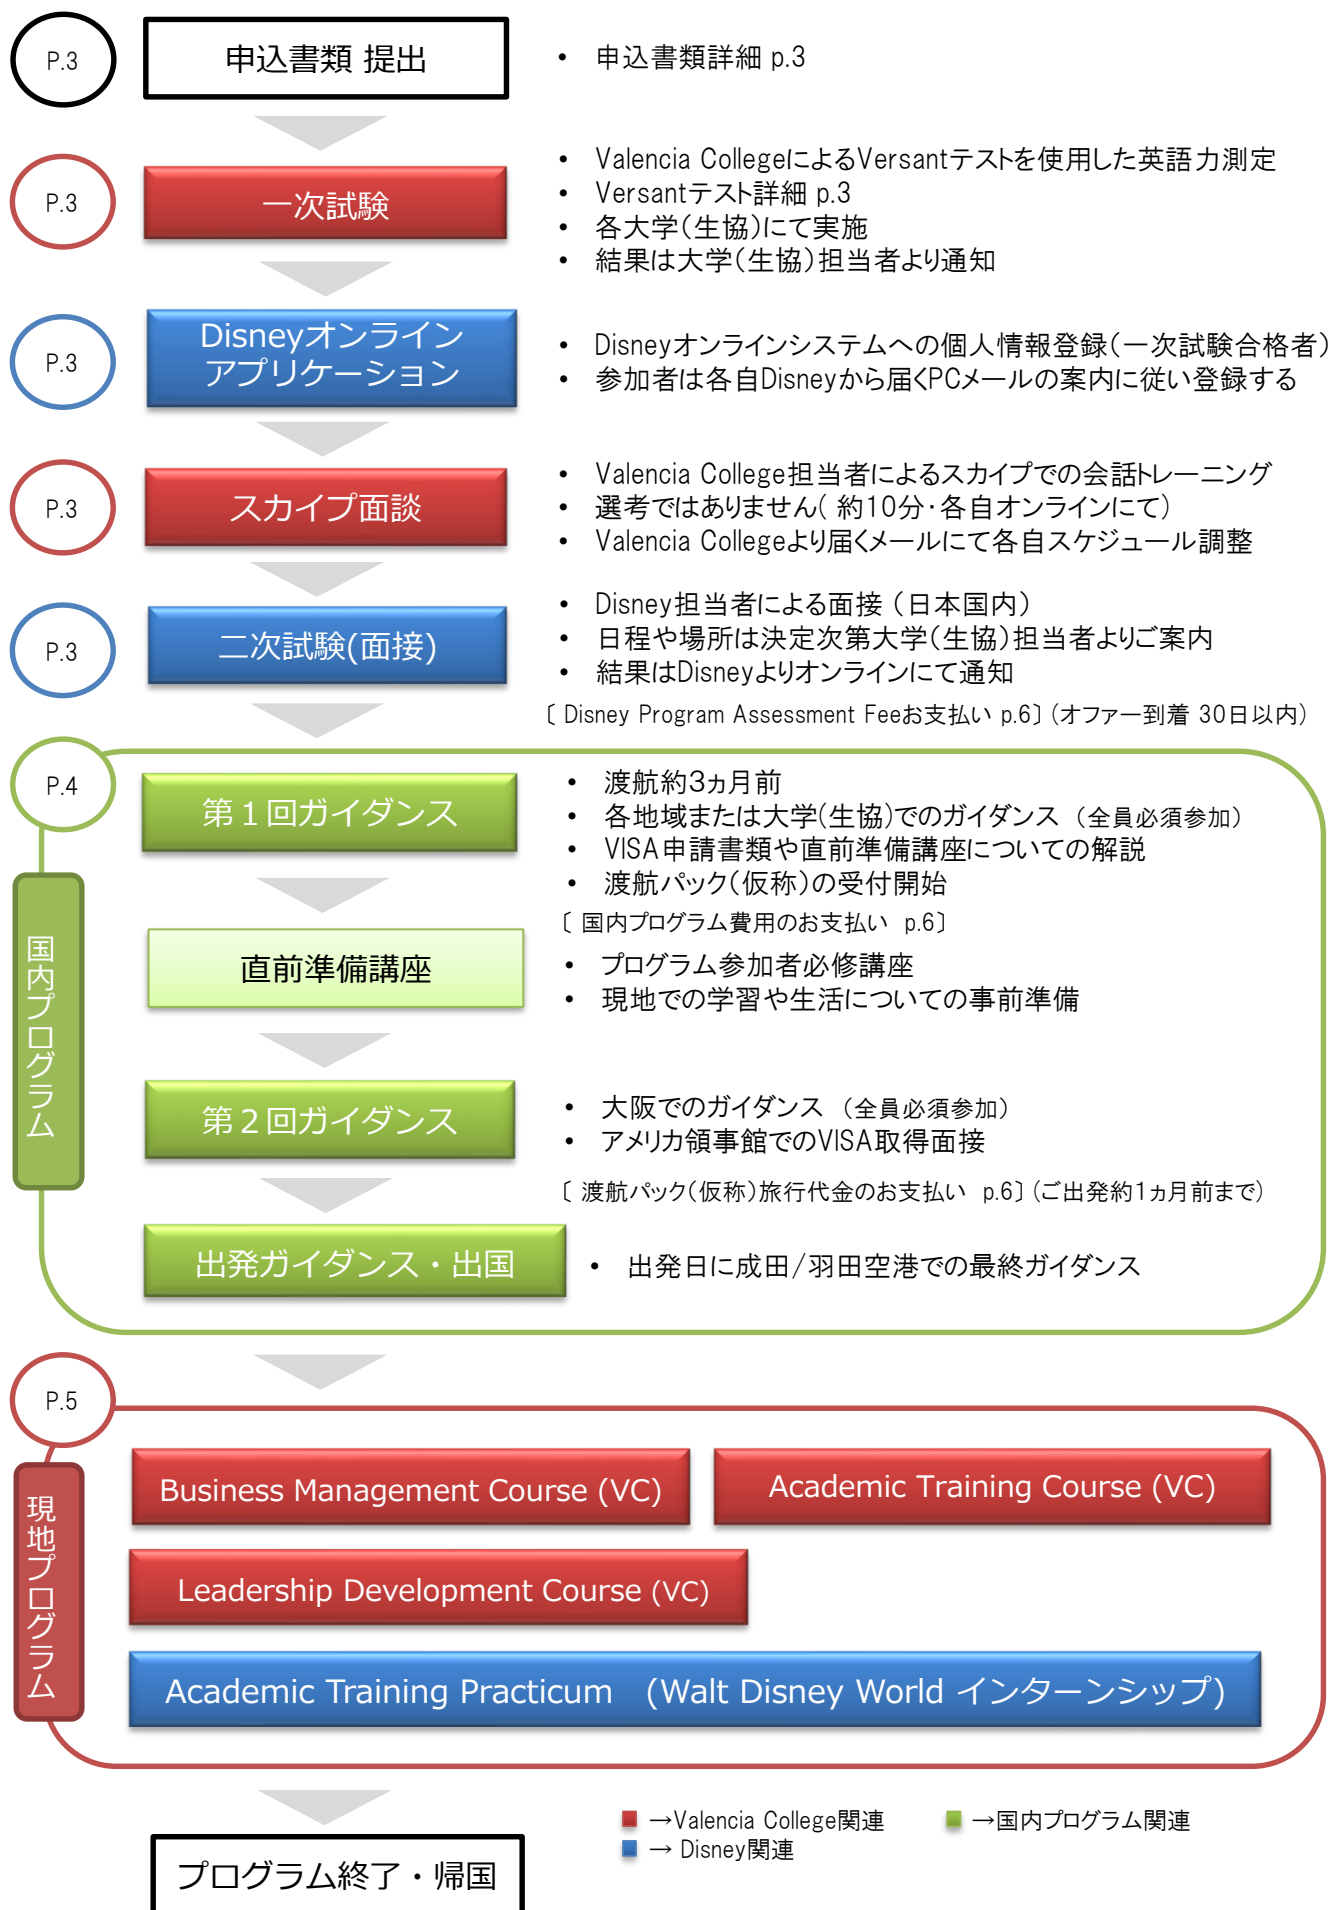 P.3
申込書類 提出
• 申込書類詳細 p.3
P.3
一次試験
• Valencia CollegeによるVersantテストを使用した英語力測定
• Versantテスト詳細 p.3
• 各大学(生協)にて実施
• 結果は大学(生協)担当者より通知
P.3
Disneyオンライン
アプリケーション
• Disneyオンラインシステムへの個人情報登録(一次試験合格者)
• 参加者は各自Disneyから届くPCメールの案内に従い登録する
P.3
スカイプ面談
• Valencia College担当者によるスカイプでの会話トレーニング
• 選考ではありません( 約10分・各自オンラインにて)
• Valencia Collegeより届くメールにて各自スケジュール調整
P.3
二次試験(面接)
• Disney担当者による面接 (日本国内)
• 日程や場所は決定次第大学(生協)担当者よりご案内
• 結果はDisneyよりオンラインにて通知
〔 Disney Program Assessment Feeお支払い p.6〕(オファー到着 30日以内)
P.4
国内プログラム
第1回ガイダンス
• 渡航約3ヵ月前
• 各地域または大学(生協)でのガイダンス (全員必須参加)
• VISA申請書類や直前準備講座についての解説
• 渡航パック(仮称)の受付開始
〔 国内プログラム費用のお支払い p.6〕
直前準備講座
• プログラム参加者必修講座
• 現地での学習や生活についての事前準備
第2回ガイダンス
• 大阪でのガイダンス (全員必須参加)
• アメリカ領事館でのVISA取得面接
〔 渡航パック(仮称)旅行代金のお支払い p.6〕(ご出発約1ヵ月前まで)
出発ガイダンス・出国
• 出発日に成田/羽田空港での最終ガイダンス
P.5
現地プログラム
Business Management Course (VC)
Academic Training Course (VC)
Leadership Development Course (VC)
Academic Training Practicum (Walt Disney World インターンシップ)
→Valencia College関連
→国内プログラム関連
→ Disney関連
プログラム終了・帰国